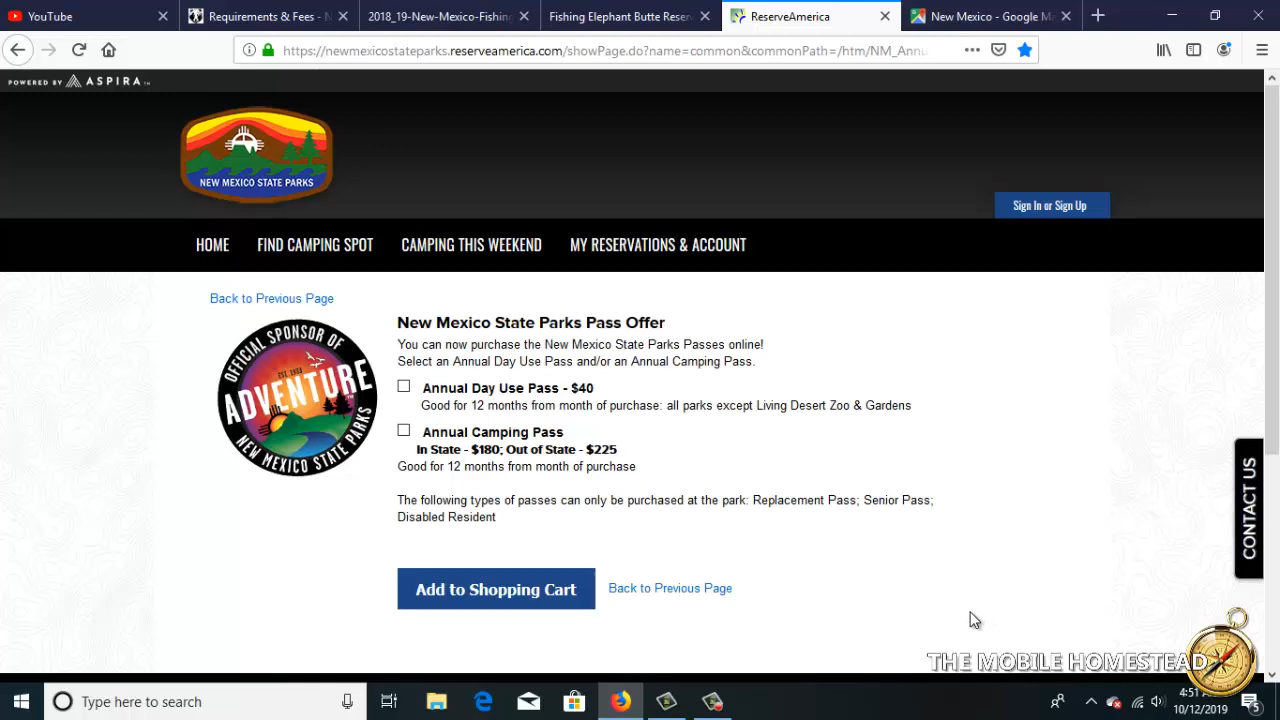 YouTube
Requirements & Fees - N
2018_19-New-Mexico-Fishing
Fishing Elephant Butte Reser
ReserveAmerica
New Mexico - Google Ma
https://newmexicostateparks.reserveamerica.com/showPage.do?name=common&commonPath=/htm/NM_Annu
POWERED BY ASPIRA
NEW MEXICO STATE PARKS
Sign In or Sign Up
HOME FIND CAMPING SPOT CAMPING THIS WEEKEND MY RESERVATIONS & ACCOUNT
Back to Previous Page
OFFICIAL SPONSOR OF
EST. 1933
ADVENTURE
NEW MEXICO STATE PARKS
New Mexico State Parks Pass Offer
You can now purchase the New Mexico State Parks Passes online!
Select an Annual Day Use Pass and/or an Annual Camping Pass.
Annual Day Use Pass - $40
Good for 12 months from month of purchase: all parks except Living Desert Zoo & Gardens
Annual Camping Pass
In State - $180; Out of State - $225
Good for 12 months from month of purchase
The following types of passes can only be purchased at the park: Replacement Pass; Senior Pass;
Disabled Resident
Add to Shopping Cart
Back to Previous Page
CONTACT US
THE MOBILE HOMESTEAD
Type here to search
4:51
10/12/2019
5